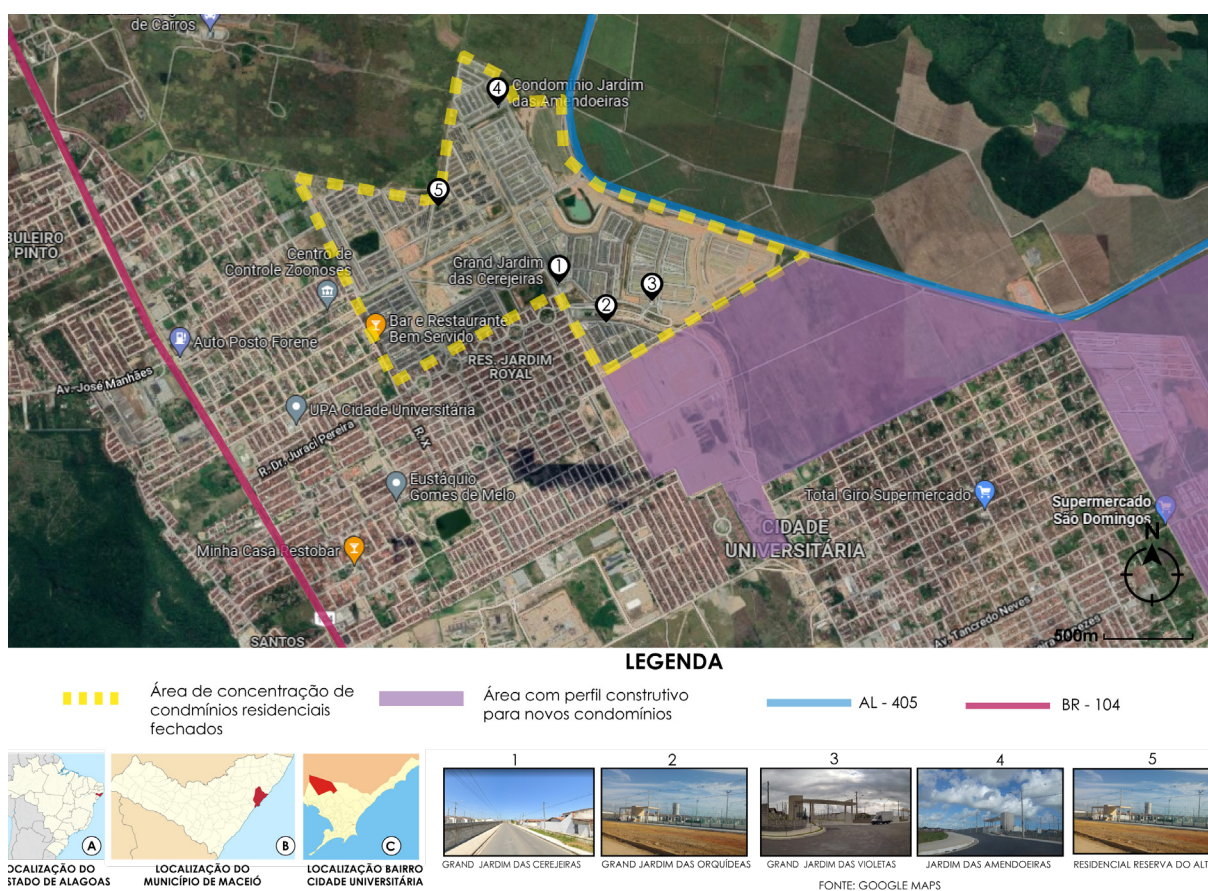 de Carros
4
Condomínio Jardim
das Amendoeiras
5
BULEIRO
PINTO
Centro de
Controle Zoonoses
Grand Jardim
das Cerejeiras
1
3
2
Bar e Restaurante
Bem Servido
Auto Posto Forene
RES. JARDIM
ROYAL
Av. José Manhães
UPA Cidade Universitária
R. IX
R. Dr. Juraci Pereira
Eustáquio
Gomes de Melo
Total Giro Supermercado
Supermercado
São Domingos
CIDADE
UNIVERSITÁRIA
N
Minha Casa Restobar
Av. Tancredo Neves
SANTOS
500m
LEGENDA
Área de concentração de
condmínios residenciais
fechados
Área com perfil construtivo
para novos condomínios
AL - 405
BR - 104
1
2
3
4
5
A
B
C
OCALIZAÇÃO DO
STADO DE ALAGOAS
LOCALIZAÇÃO DO
MUNICÍPIO DE MACEIÓ
LOCALIZAÇÃO BAIRRO
CIDADE UNIVERSITÁRIA
GRAND JARDIM DAS CEREJEIRAS
GRAND JARDIM DAS ORQUÍDEAS
GRAND JARDIM DAS VIOLETAS
JARDIM DAS AMENDOEIRAS
RESIDENCIAL RESERVA DO ALT
FONTE: GOOGLE MAPS